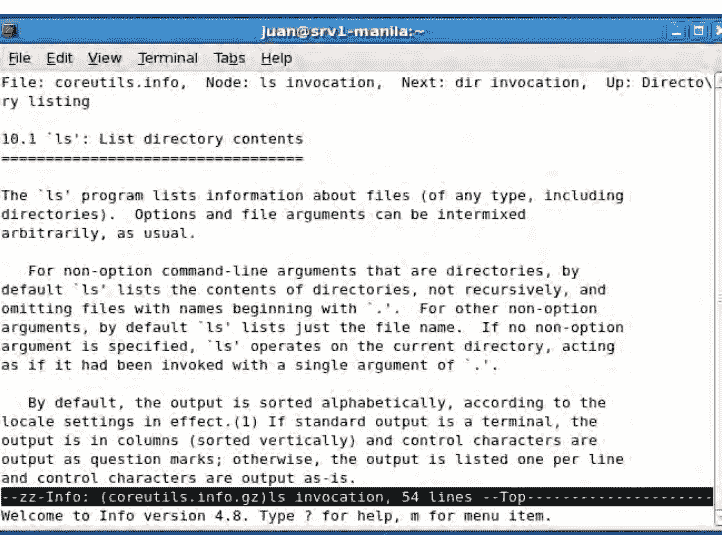 juan@srv1-manila:~
File Edit View Terminal Tabs Help
File: coreutils.info,  Node: ls invocation,  Next: dir invocation,  Up: Directo\
ry listing
10.1 `ls': List directory contents
==================================
The `ls' program lists information about files (of any type, including
directories).  Options and file arguments can be intermixed
arbitrarily, as usual.
For non-option command-line arguments that are directories, by
default `ls' lists the contents of directories, not recursively, and
omitting files with names beginning with `.'.  For other non-option
arguments, by default `ls' lists just the file name.  If no non-option
argument is specified, `ls' operates on the current directory, acting
as if it had been invoked with a single argument of `.'.
By default, the output is sorted alphabetically, according to the
locale settings in effect.(1) If standard output is a terminal, the
output is in columns (sorted vertically) and control characters are
output as question marks; otherwise, the output is listed one per line
and control characters are output as-is.
--zz-Info: (coreutils.info.gz)ls invocation, 54 lines --Top----------------------
Welcome to Info version 4.8. Type ? for help, m for menu item.